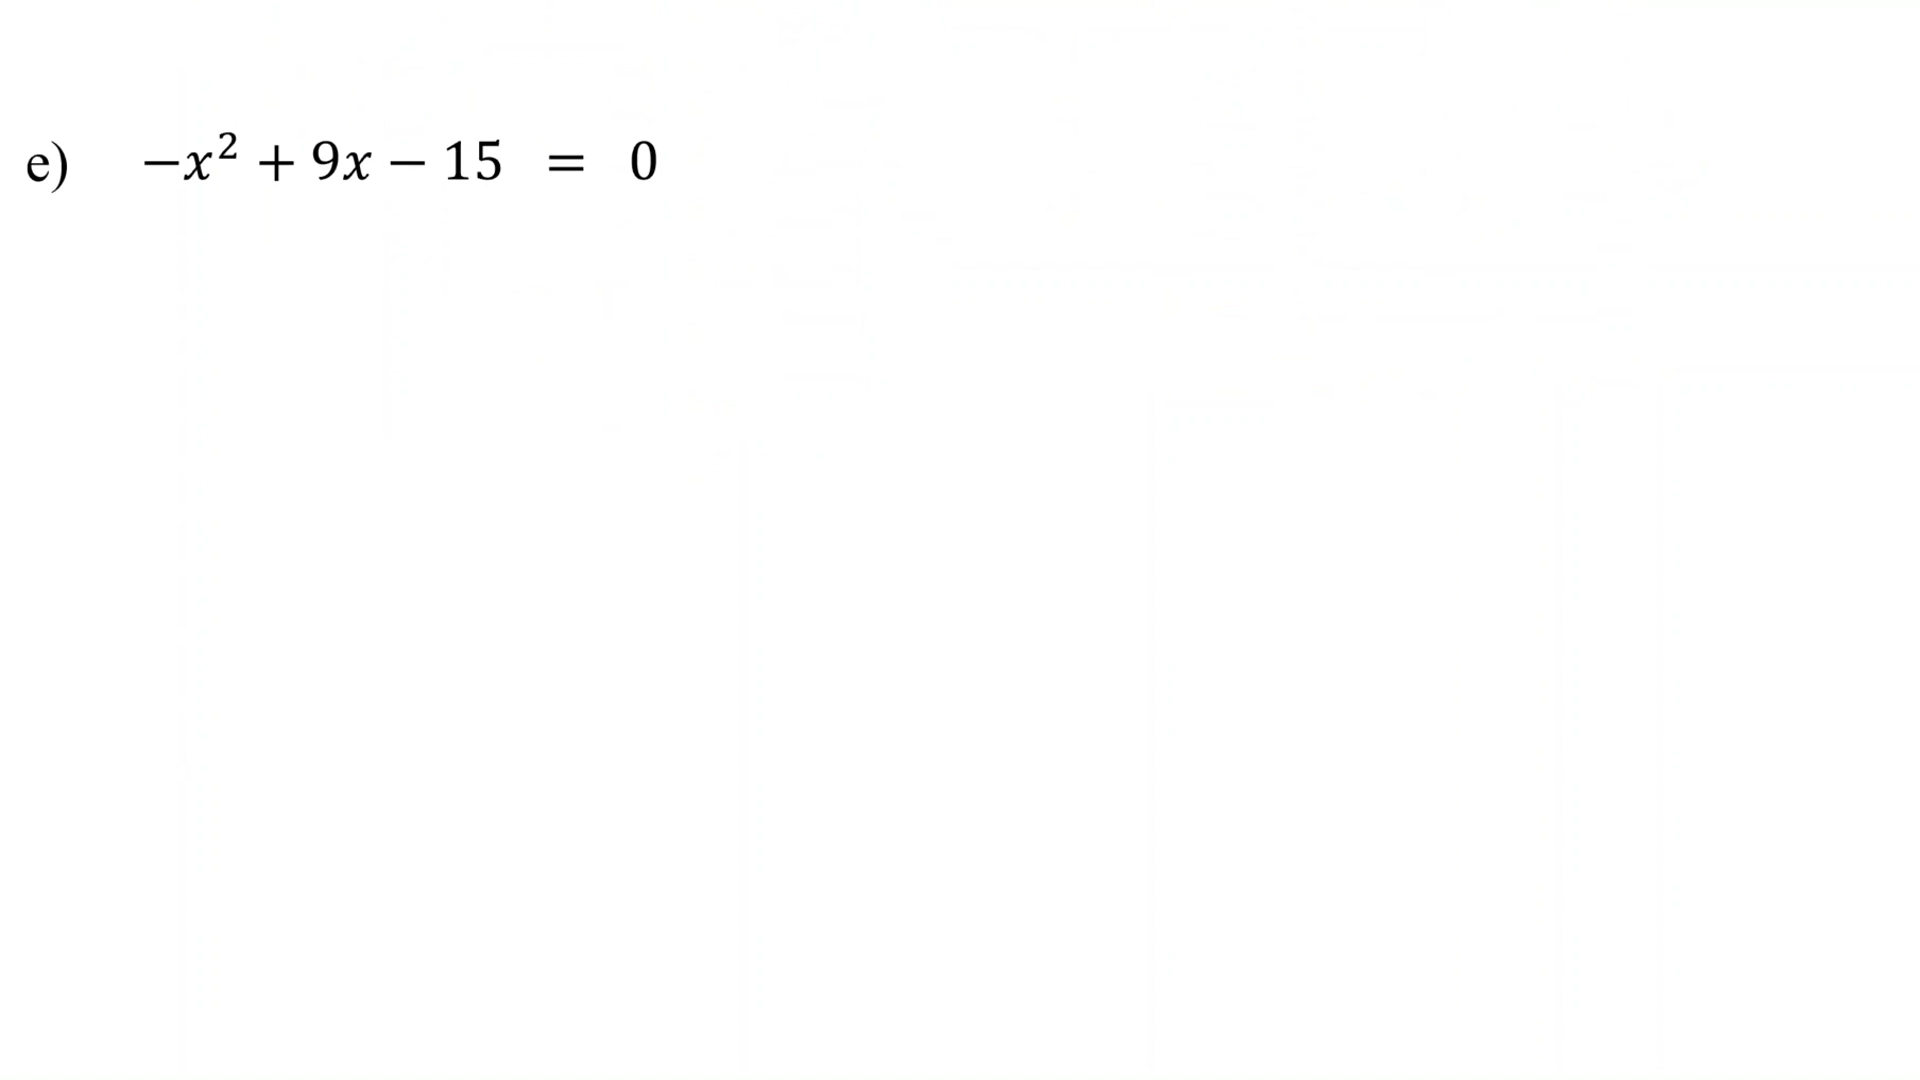 e) −x² + 9x − 15 = 0